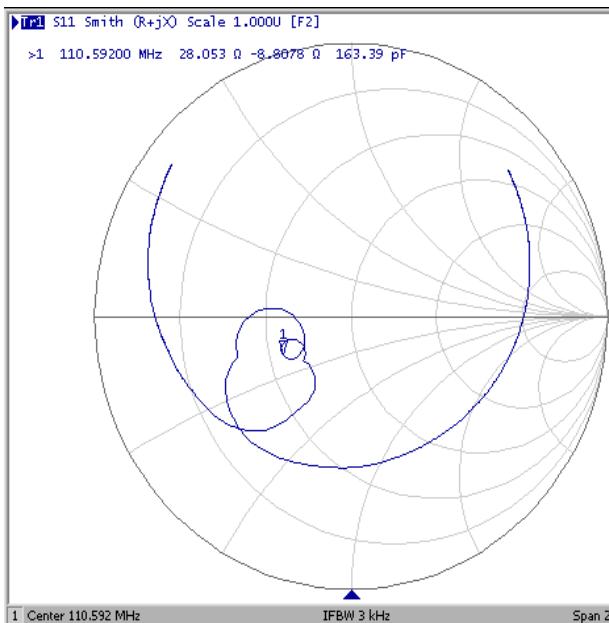 Tr1 S11 Smith (R+jX) Scale 1.000U [F2]
>1 110.59200 MHz 28.053 Ω -8.8078 Ω 163.39 pF
1
1 Center 110.592 MHz IFBW 3 kHz Span 2